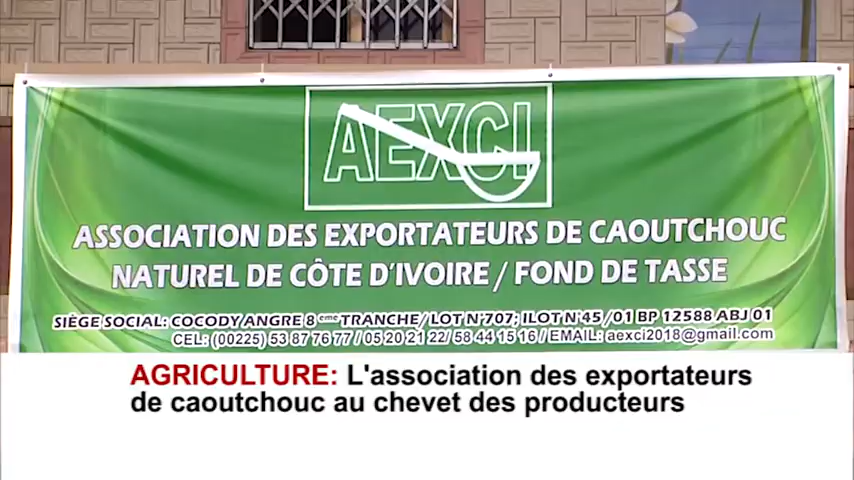 AEXCI
ASSOCIATION DES EXPORTATEURS DE CAOUTCHOUC
NATUREL DE CÔTE D'IVOIRE / FOND DE TASSE
SIÈGE SOCIAL: COCODY ANGRE 8 eme TRANCHE/ LOT N°707; ILOT N°45 /01 BP 12588 ABJ 01
CEL: (00225) 53 87 76 77 / 05 20 21 22/ 58 44 15 16 / EMAIL: aexci2018@gmail.com
AGRICULTURE: L'association des exportateurs
de caoutchouc au chevet des producteurs